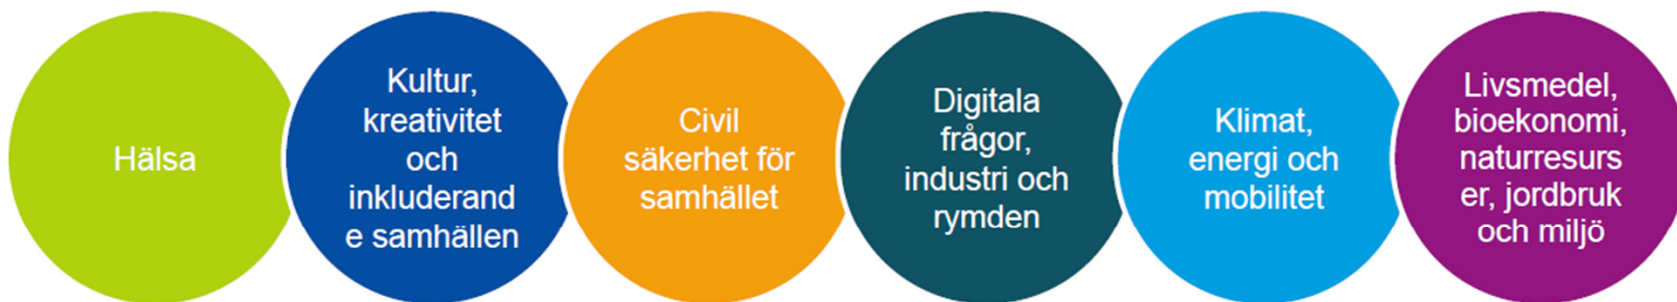 Hälsa
Kultur,
kreativitet
och
inkluderand
e samhällen
Civil
säkerhet för
samhället
Digitala
frågor,
industri och
rymden
Klimat,
energi och
mobilitet
Livsmedel,
bioekonomi,
naturresurs
er, jordbruk
och miljö